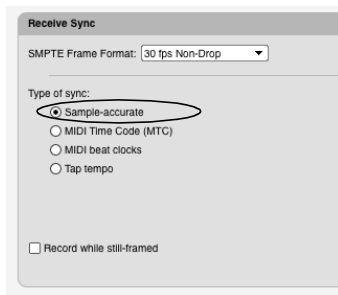 Receive Sync
SMPTE Frame Format: 30 fps Non-Drop
Type of sync:
Sample-accurate
MIDI Time Code (MTC)
MIDI beat clocks
Tap tempo
Record while still-framed